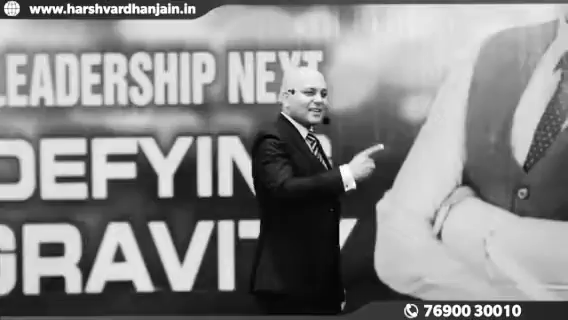 www.harshvardhanjain.in
LEADERSHIP NEXT
DEFYIN
GRAVIT
76900 30010